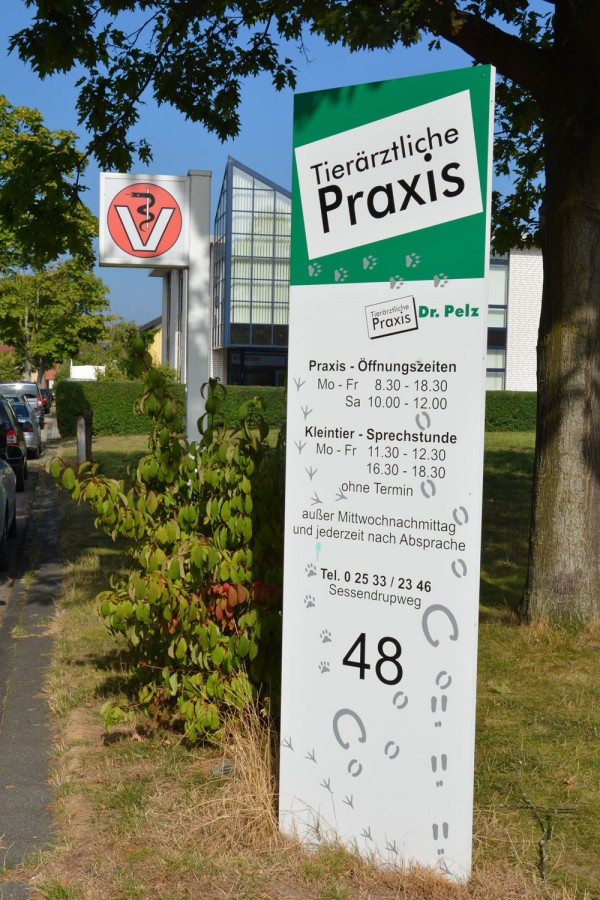 V
Tierärztliche
Praxis
Tierärztliche
Praxis
Dr. Pelz
Praxis - Öffnungszeiten
Mo - Fr 8.30 - 18.30
Sa 10.00 - 12.00
Kleintier - Sprechstunde
Mo - Fr 11.30 - 12.30
16.30 - 18.30
ohne Termin
außer Mittwochnachmittag
und jederzeit nach Absprache
Tel. 0 25 33 / 23 46
Sessendrupweg
48